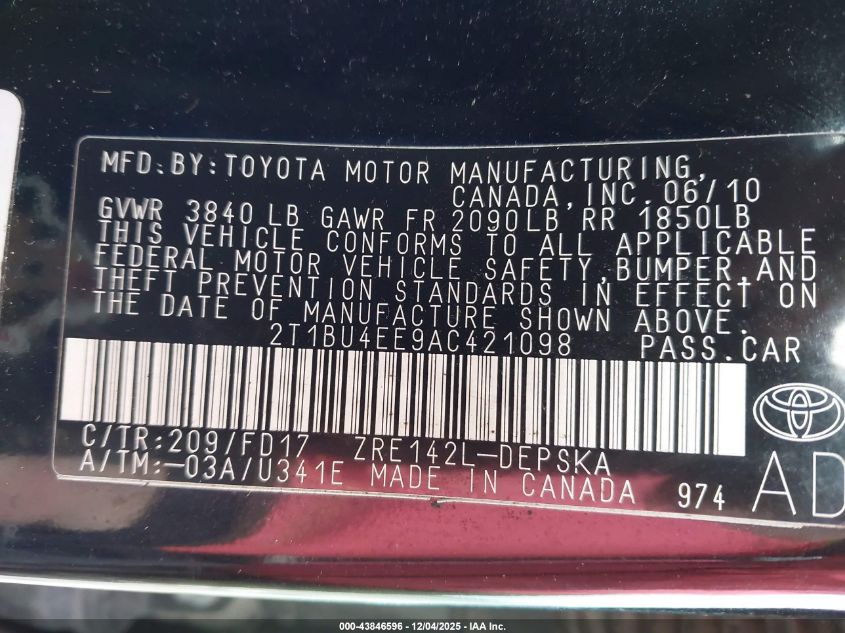 MFD.BY:TOYOTA MOTOR MANUFACTURING,
CANADA,INC.06/10
GVWR 3840 LB GAWR FR 2090LB RR 1850LB
THIS VEHICLE CONFORMS TO ALL APPLICABLE
FEDERAL MOTOR VEHICLE SAFETY,BUMPER,AND
THEFT PREVENTION STANDARDS IN EFFECT ON
THE DATE OF MANUFACTURE SHOWN ABOVE.
2T1BU4EE9AC421098 PASS.CAR
C/TR:209/FD17 ZRE142L-DEPSKA
A/TM:-03A/U341E MADE IN CANADA 974
AD
000-43846596 - 12/04/2025 - IAA Inc.